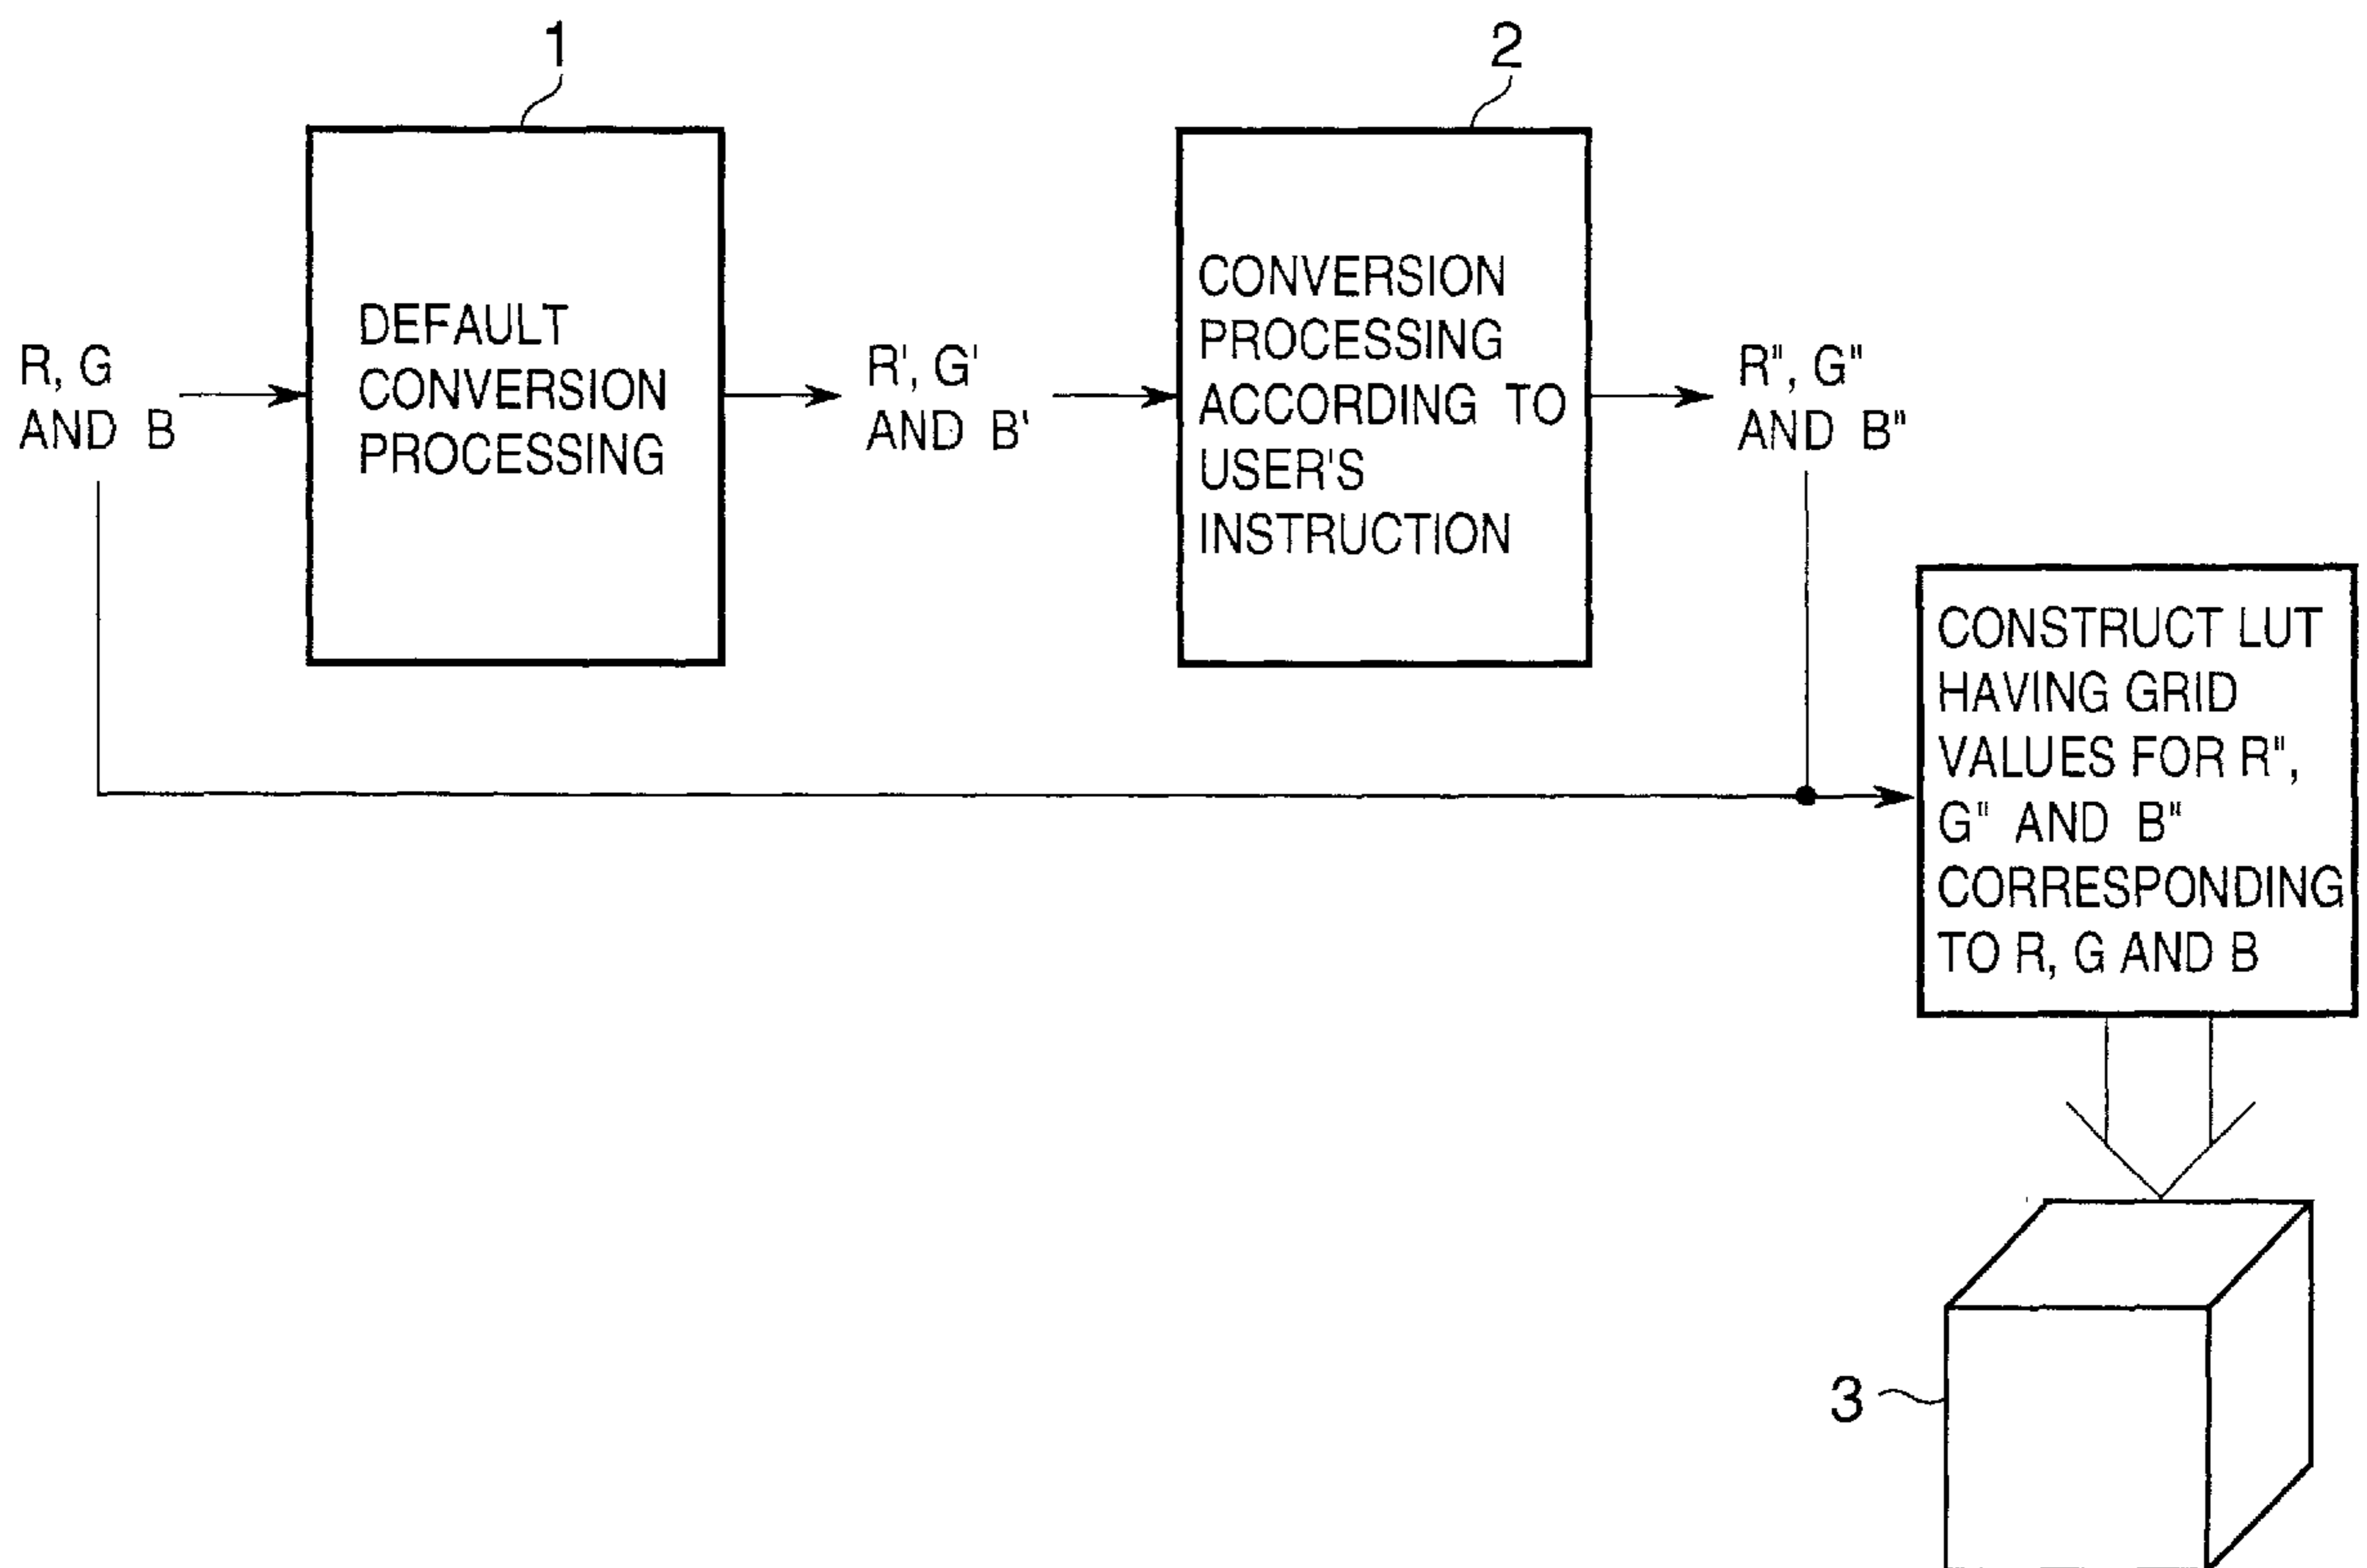 1
2
DEFAULT
CONVERSION
PROCESSING
CONVERSION
PROCESSING
ACCORDING TO
USER'S
INSTRUCTION
R, G
AND B
R', G'
AND B'
R", G"
AND B"
CONSTRUCT LUT
HAVING GRID
VALUES FOR R",
G" AND B"
CORRESPONDING
TO R, G AND B
3